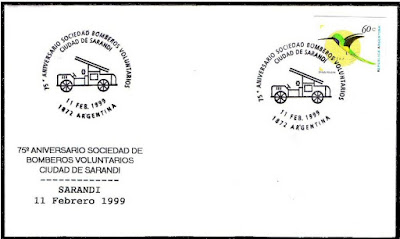 75º ANIVERSARIO SOCIEDAD BOMBEROS VOLUNTARIOS
CIUDAD DE SARANDI
11 FEB. 1999
1872 ARGENTINA
75º ANIVERSARIO SOCIEDAD BOMBEROS VOLUNTARIOS
CIUDAD DE SARANDI
11 FEB. 1999
1872 ARGENTINA
60c
REPUBLICA ARGENTINA
75º ANIVERSARIO SOCIEDAD DE
BOMBEROS VOLUNTARIOS
CIUDAD DE SARANDI
SARANDI
11 Febrero 1999